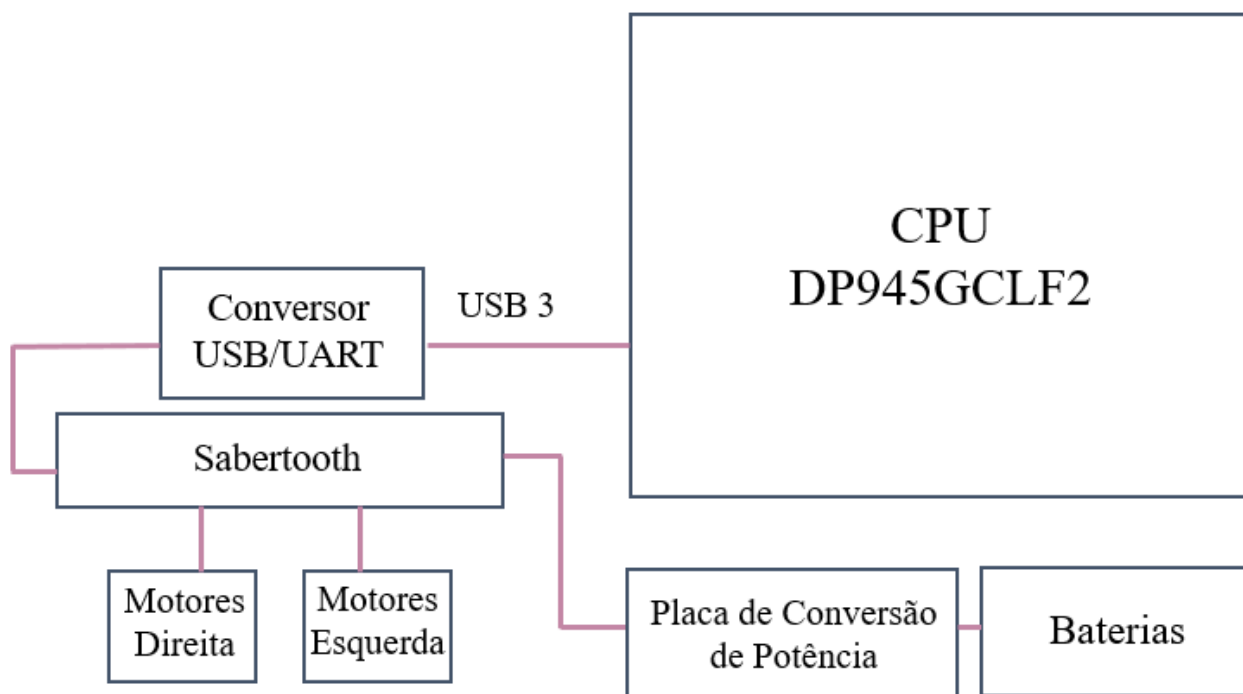 CPU
DP945GCLF2
Conversor
USB/UART
USB 3
Sabertooth
Motores
Direita
Motores
Esquerda
Placa de Conversão
de Potência
Baterias